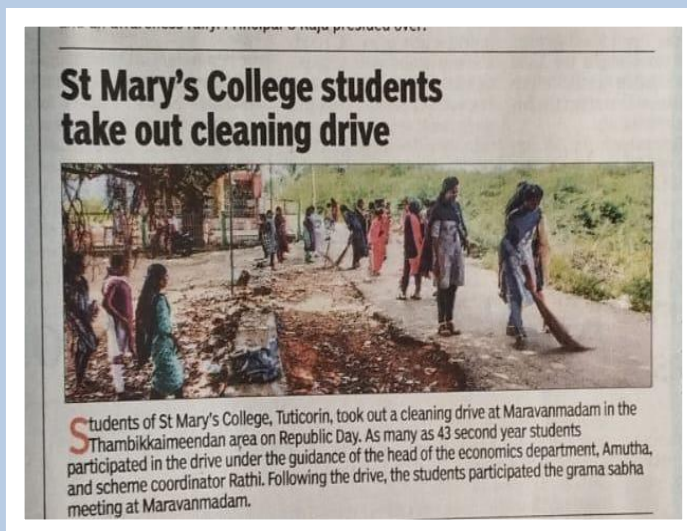 St Mary's College students
take out cleaning drive
Students of St Mary's College, Tuticorin, took out a cleaning drive at Maravanmadam in the
Thambikkaimeendan area on Republic Day. As many as 43 second year students
participated in the drive under the guidance of the head of the economics department, Amutha,
and scheme coordinator Rathi. Following the drive, the students participated the grama sabha
meeting at Maravanmadam.